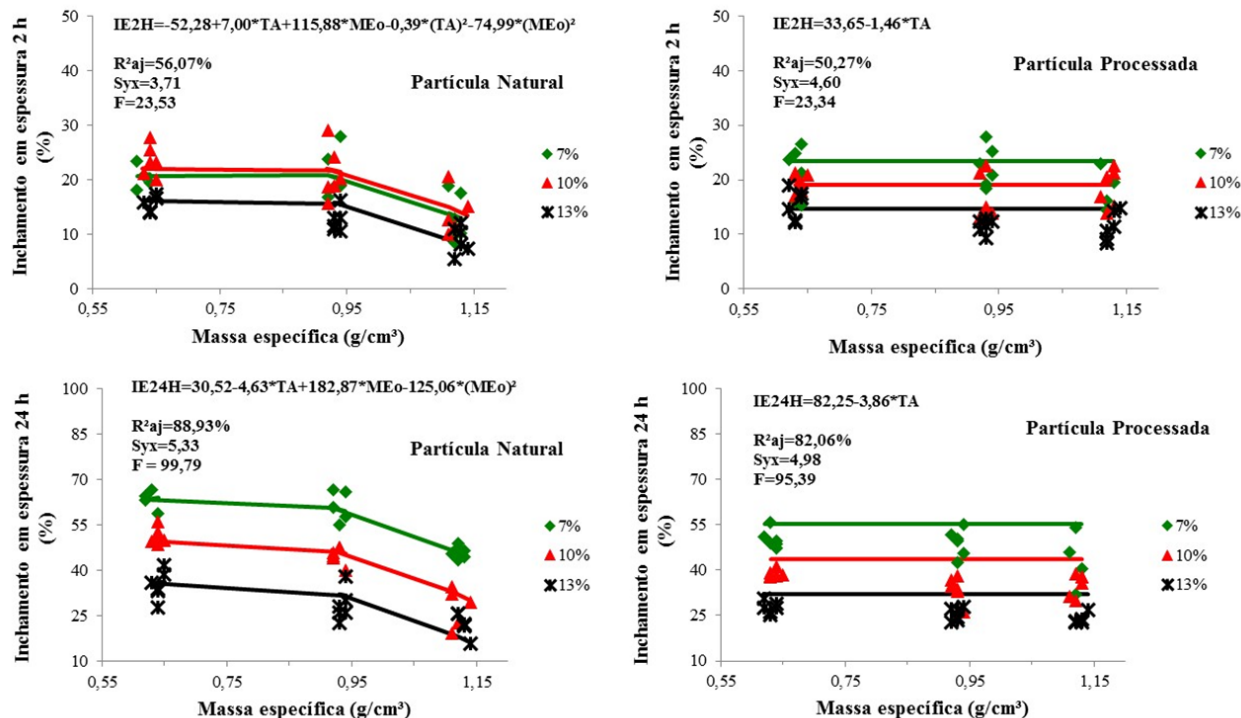 IE2H=-52,28+7,00*TA+115,88*MEo-0,39*(TA)²-74,99*(MEo)²
R²aj=56,07%
Syx=3,71
F=23,53
Partícula Natural
Inchamento em espessura 2 h
(%)
50
40
30
20
10
0
0,55
0,75
0,95
1,15
Massa específica (g/cm³)
7%
10%
13%
IE2H=33,65-1,46*TA
R²aj=50,27%
Syx=4,60
F=23,34
Partícula Processada
Inchamento em espessura 2 h
(%)
50
40
30
20
10
0
0,55
0,75
0,95
1,15
Massa específica (g/cm³)
7%
10%
13%
IE24H=30,52-4,63*TA+182,87*MEo-125,06*(MEo)²
R²aj=88,93%
Syx=5,33
F = 99,79
Partícula Natural
Inchamento em espessura 24 h
(%)
100
85
70
55
40
25
10
0,55
0,75
0,95
1,15
Massa específica (g/cm³)
7%
10%
13%
IE24H=82,25-3,86*TA
R²aj=82,06%
Syx=4,98
F=95,39
Partícula Processada
Inchamento em espessura 24 h
(%)
100
85
70
55
40
25
10
0,55
0,75
0,95
1,15
Massa específica (g/cm³)
7%
10%
13%